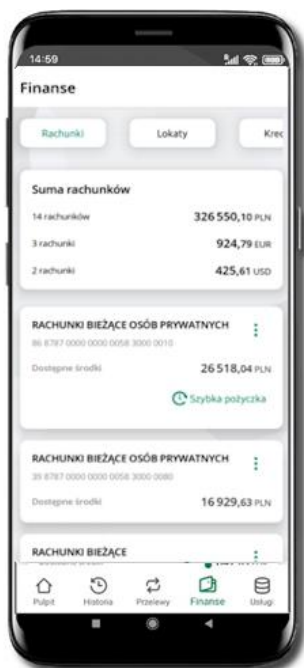 14:59
Finanse
Rachunki Lokaty Kred
Suma rachunków
14 rachunków 326 550,10 PLN
3 rachunki 924,79 EUR
2 rachunki 425,61 USD
RACHUNKI BIEŻĄCE OSÓB PRYWATNYCH
86 8787 0000 0000 0058 3000 0010
Dostępne środki 26 518,04 PLN
Szybka pożyczka
RACHUNKI BIEŻĄCE OSÓB PRYWATNYCH
39 8787 0000 0000 0058 3000 0080
Dostępne środki 16 929,63 PLN
RACHUNKI BIEŻĄCE
Pulpit Historia Przelewy Finanse Usługi